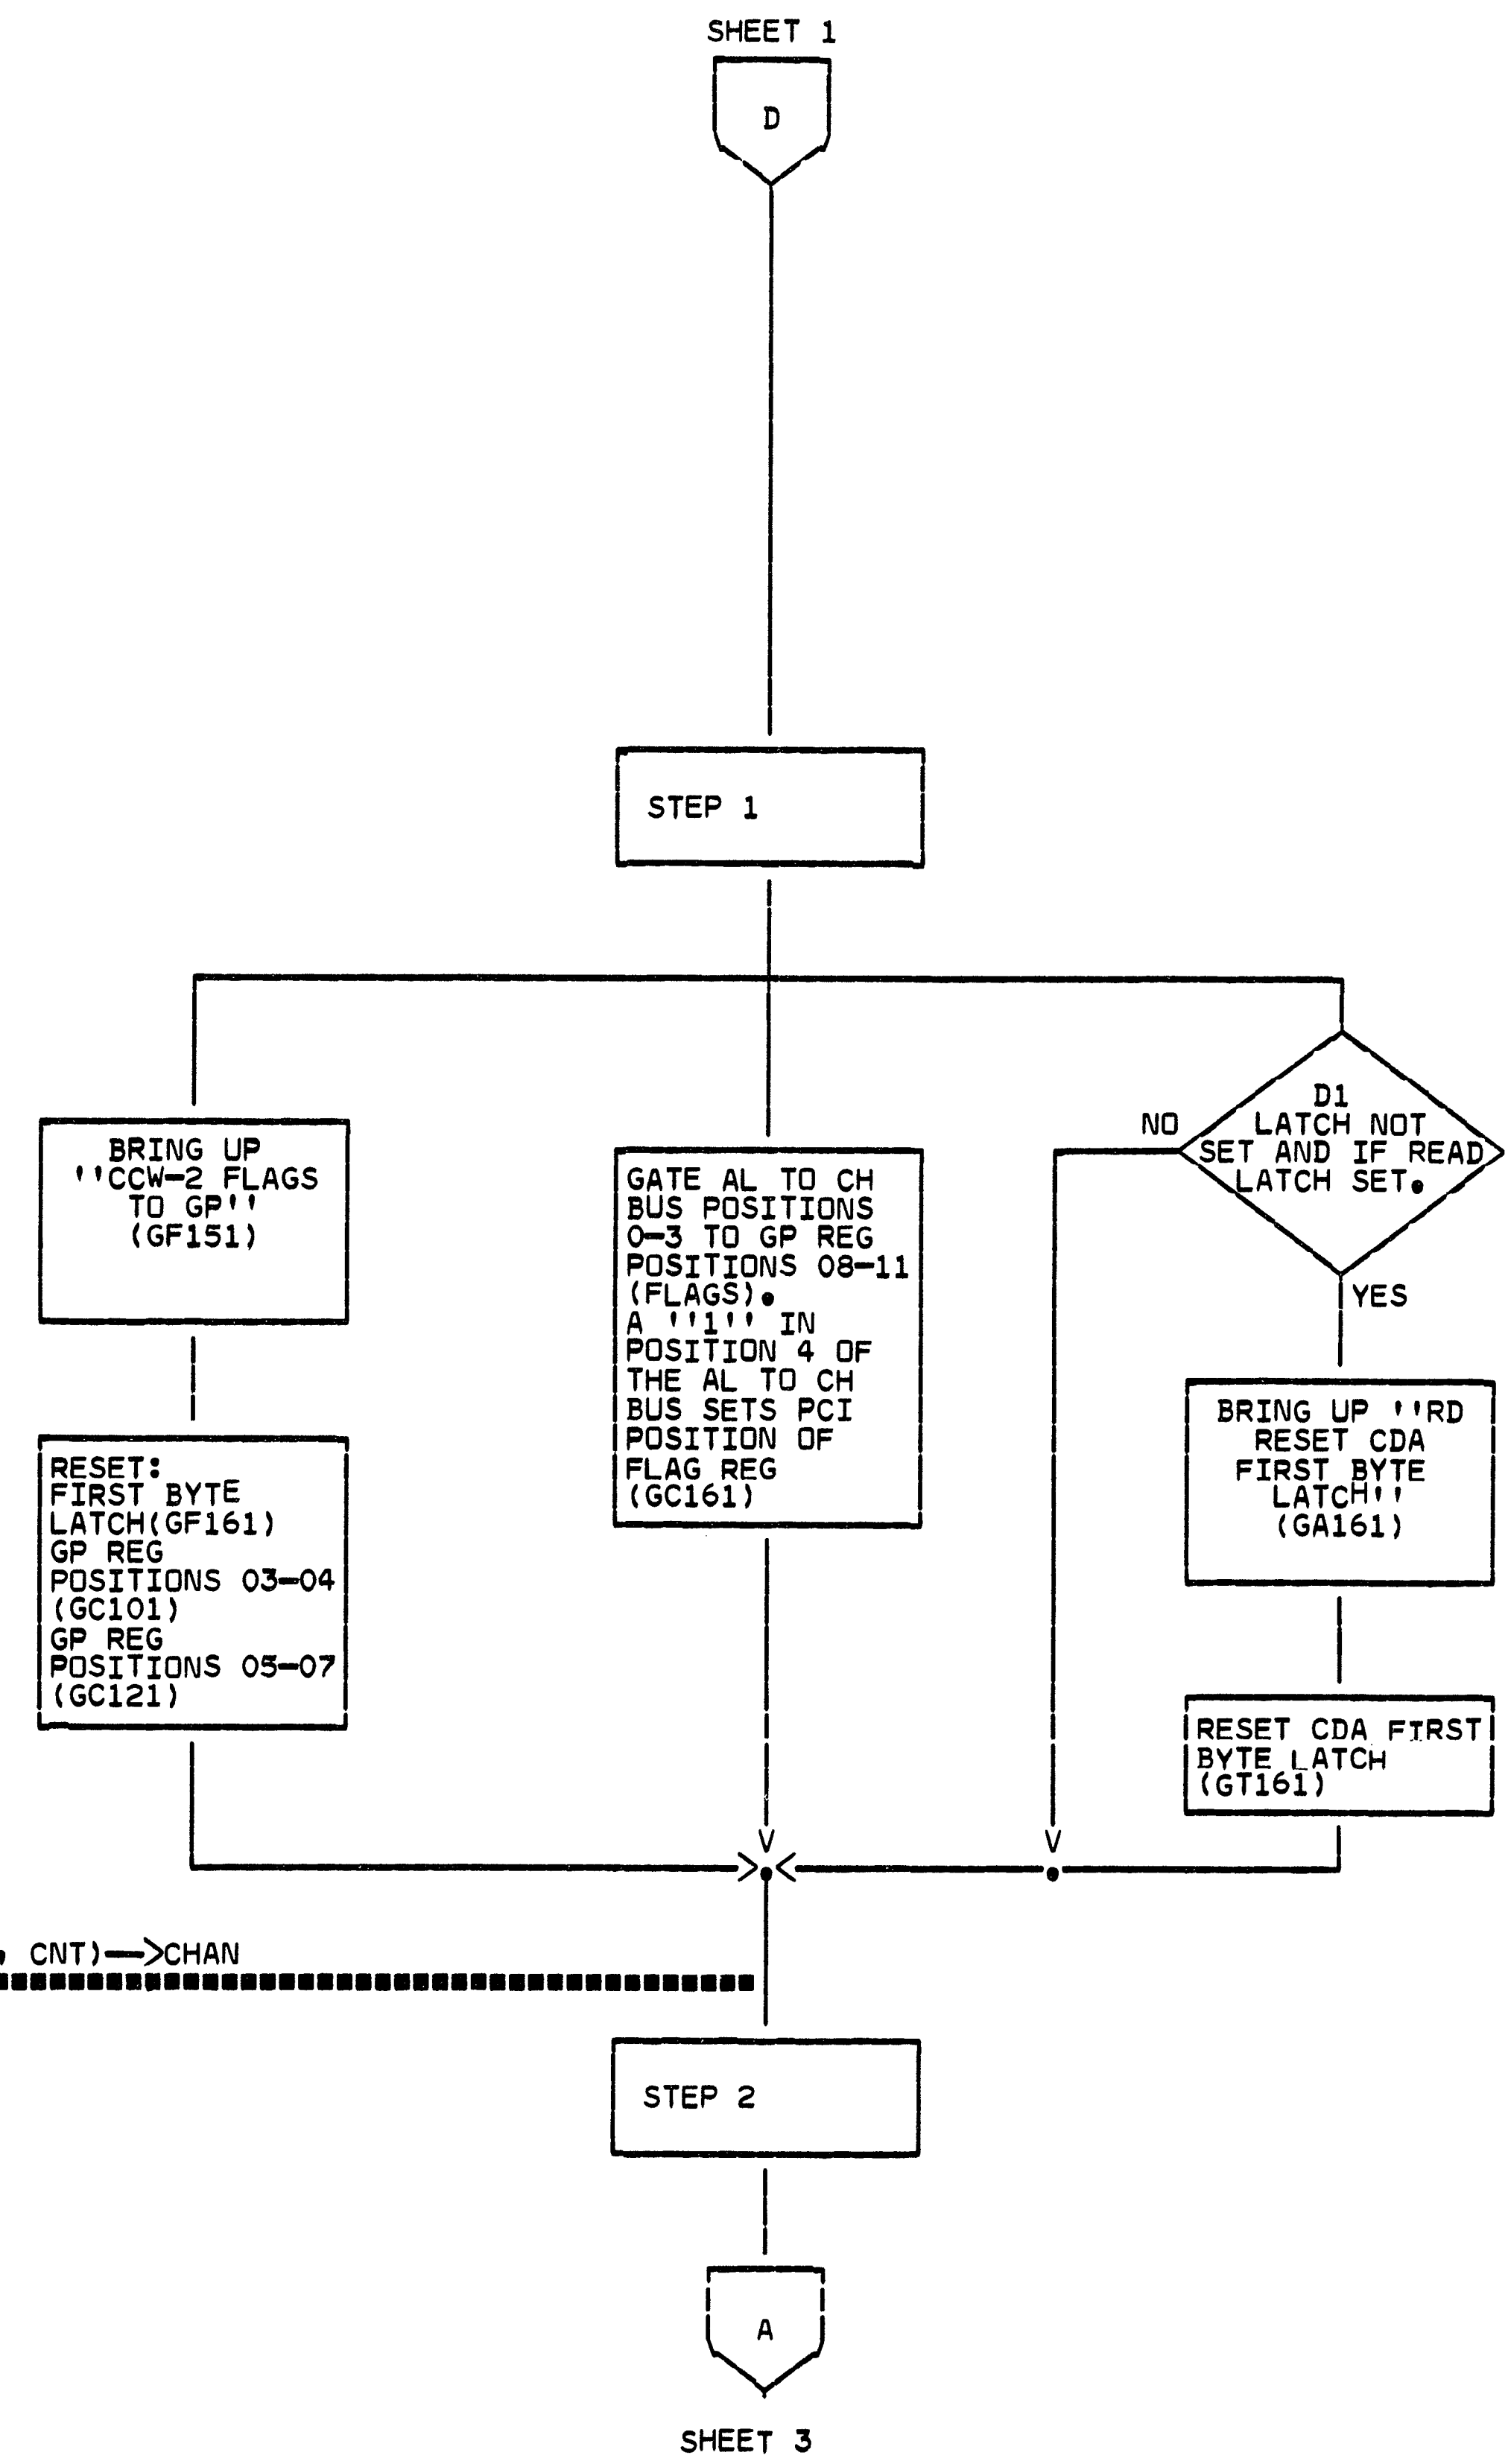 SHEET 1
D
STEP 1
BRING UP
''CCW-2 FLAGS
TO GP''
(GF151)
RESET:
FIRST BYTE
LATCH(GF161)
GP REG
POSITIONS 03-04
(GC101)
GP REG
POSITIONS 05-07
(GC121)
GATE AL TO CH
BUS POSITIONS
0-3 TO GP REG
POSITIONS 08-11
(FLAGS).
A ''1'' IN
POSITION 4 OF
THE AL TO CH
BUS SETS PCI
POSITION OF
FLAG REG
(GC161)
NO
D1
LATCH NOT
SET AND IF READ
LATCH SET.
YES
BRING UP ''RD
RESET CDA
FIRST BYTE
LATCH''
(GA161)
RESET CDA FIRST
BYTE LATCH
(GT161)
, CNT)—>CHAN
STEP 2
A
SHEET 3